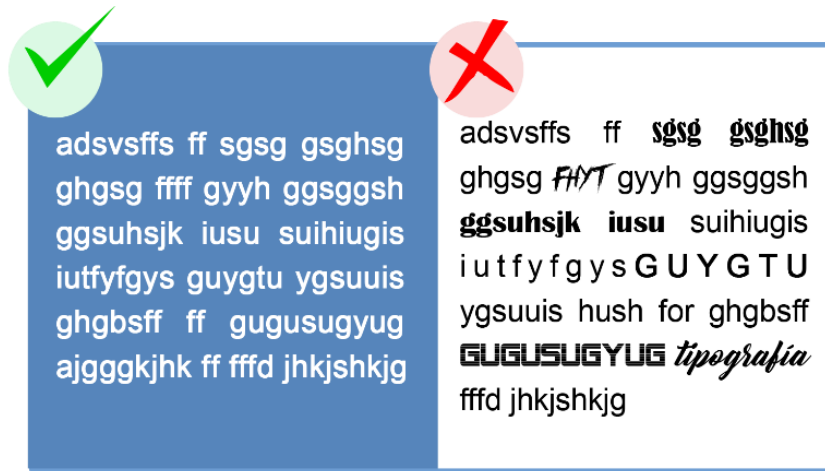 adsvsffs ff sgsg gsghsg
ghgsg ffff gyyh ggsggsh
ggsuhsjk iusu suihiugis
iutfyfgys guygtu ygsuuis
ghgbsff ff gugusugyug
ajgggkjhk ff fffd jhkjshkjg
adsvsffs ff sgsg gsghsg
ghgsg FHYT gyyh ggsggsh
ggsuhsjk iusu suihiugis
iutfyfgys GUYGTU
ygsuuis hush for ghgbsff
GUGUSUGYUG tipografía
fffd jhkjshkjg